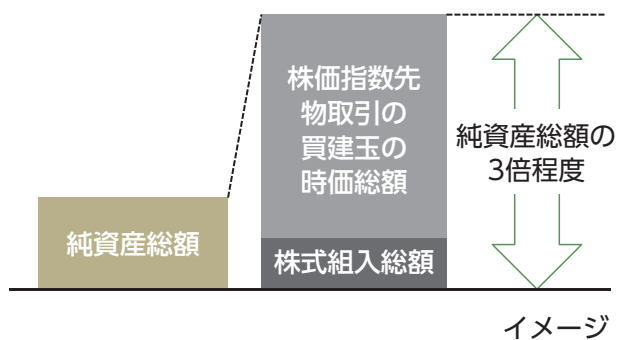 株価指数先
物取引の
買建玉の
時価総額
純資産総額の
3倍程度
純資産総額
株式組入総額
イメージ